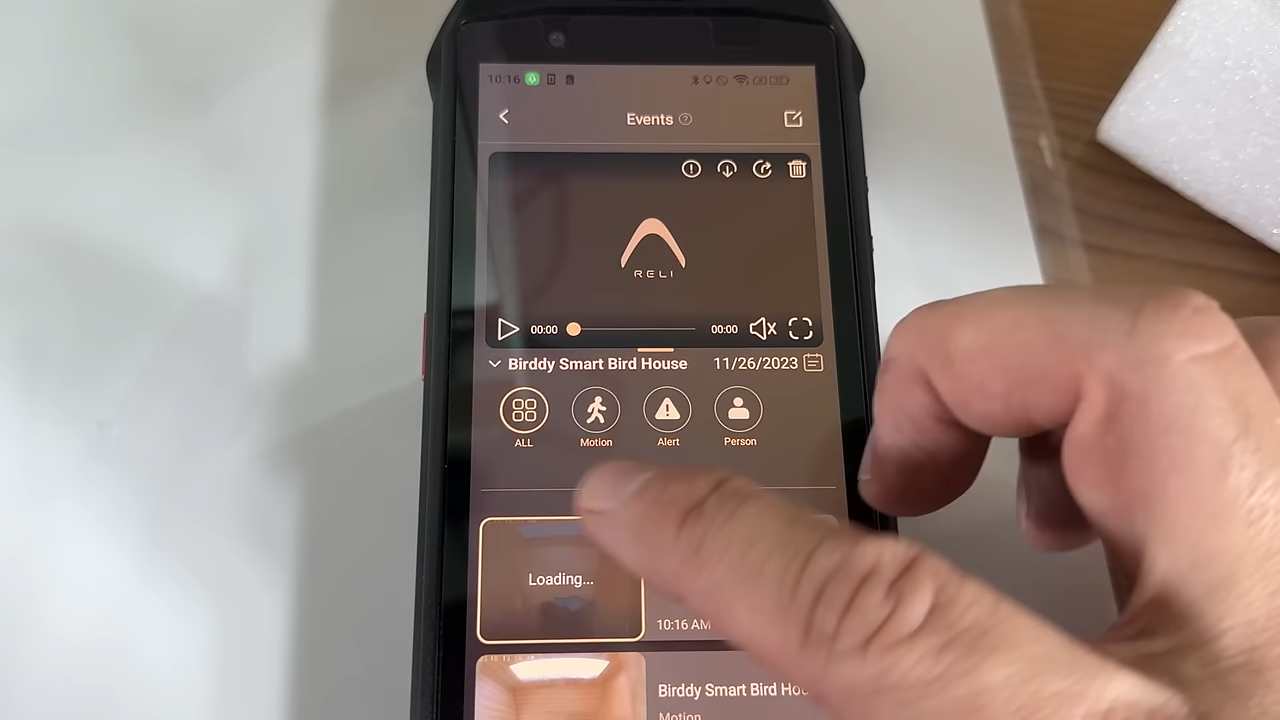 10:16
Events
RELI
00:00
00:00
Birddy Smart Bird House
11/26/2023
ALL
Motion
Alert
Person
Loading...
10:16 AM
Birddy Smart Bird
Motion